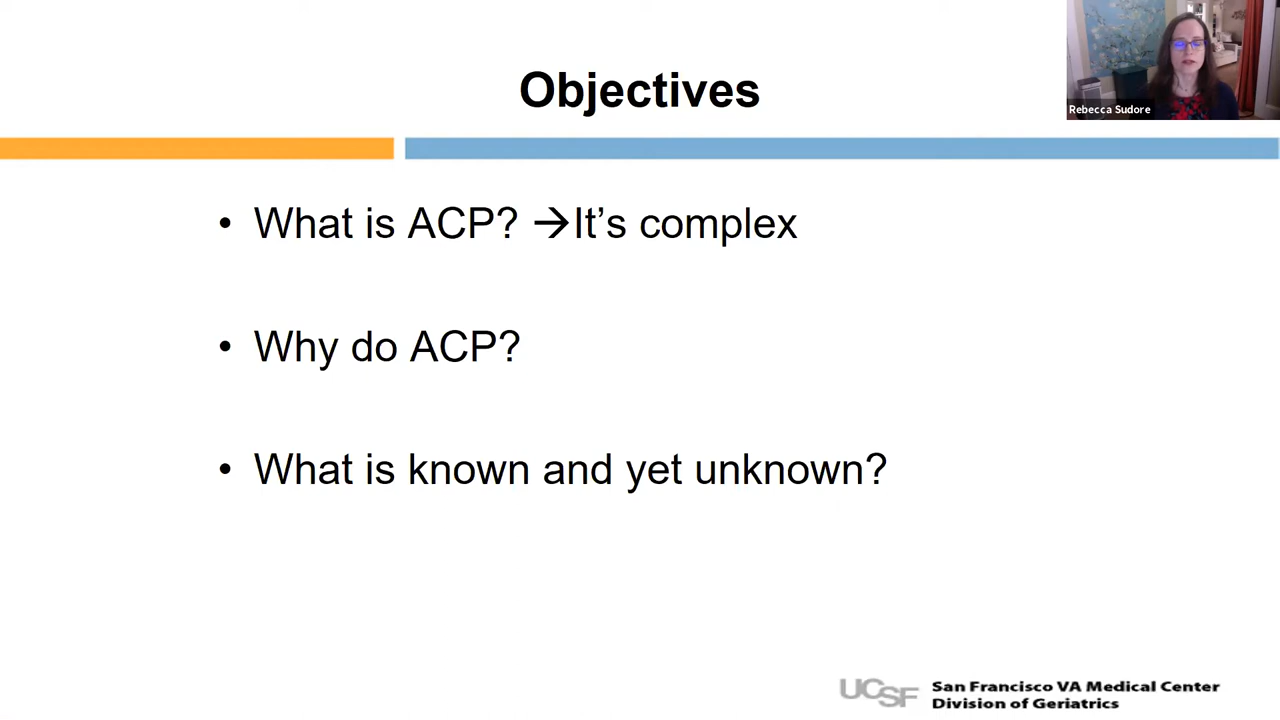 Objectives
Rebecca Sudore
• What is ACP? →It’s complex
• Why do ACP?
• What is known and yet unknown?
UCSF San Francisco VA Medical Center
Division of Geriatrics